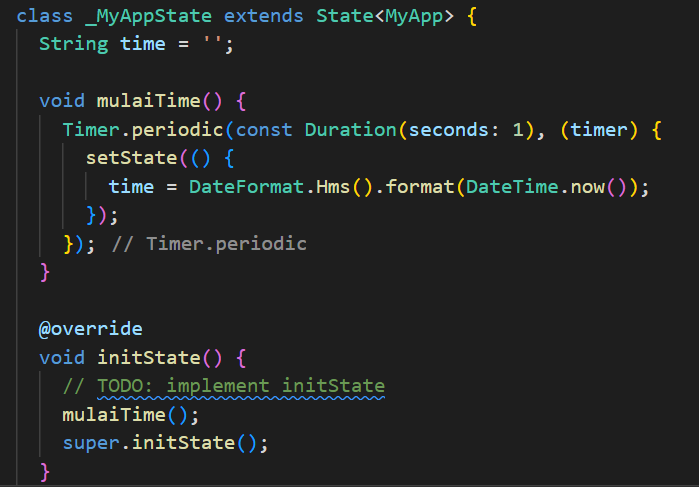 class _MyAppState extends State<MyApp> {
  String time = '';

  void mulaiTime() {
    Timer.periodic(const Duration(seconds: 1), (timer) {
      setState(() {
        time = DateFormat.Hms().format(DateTime.now());
      });
    }); // Timer.periodic
  }

  @override
  void initState() {
    // TODO: implement initState
    mulaiTime();
    super.initState();
  }